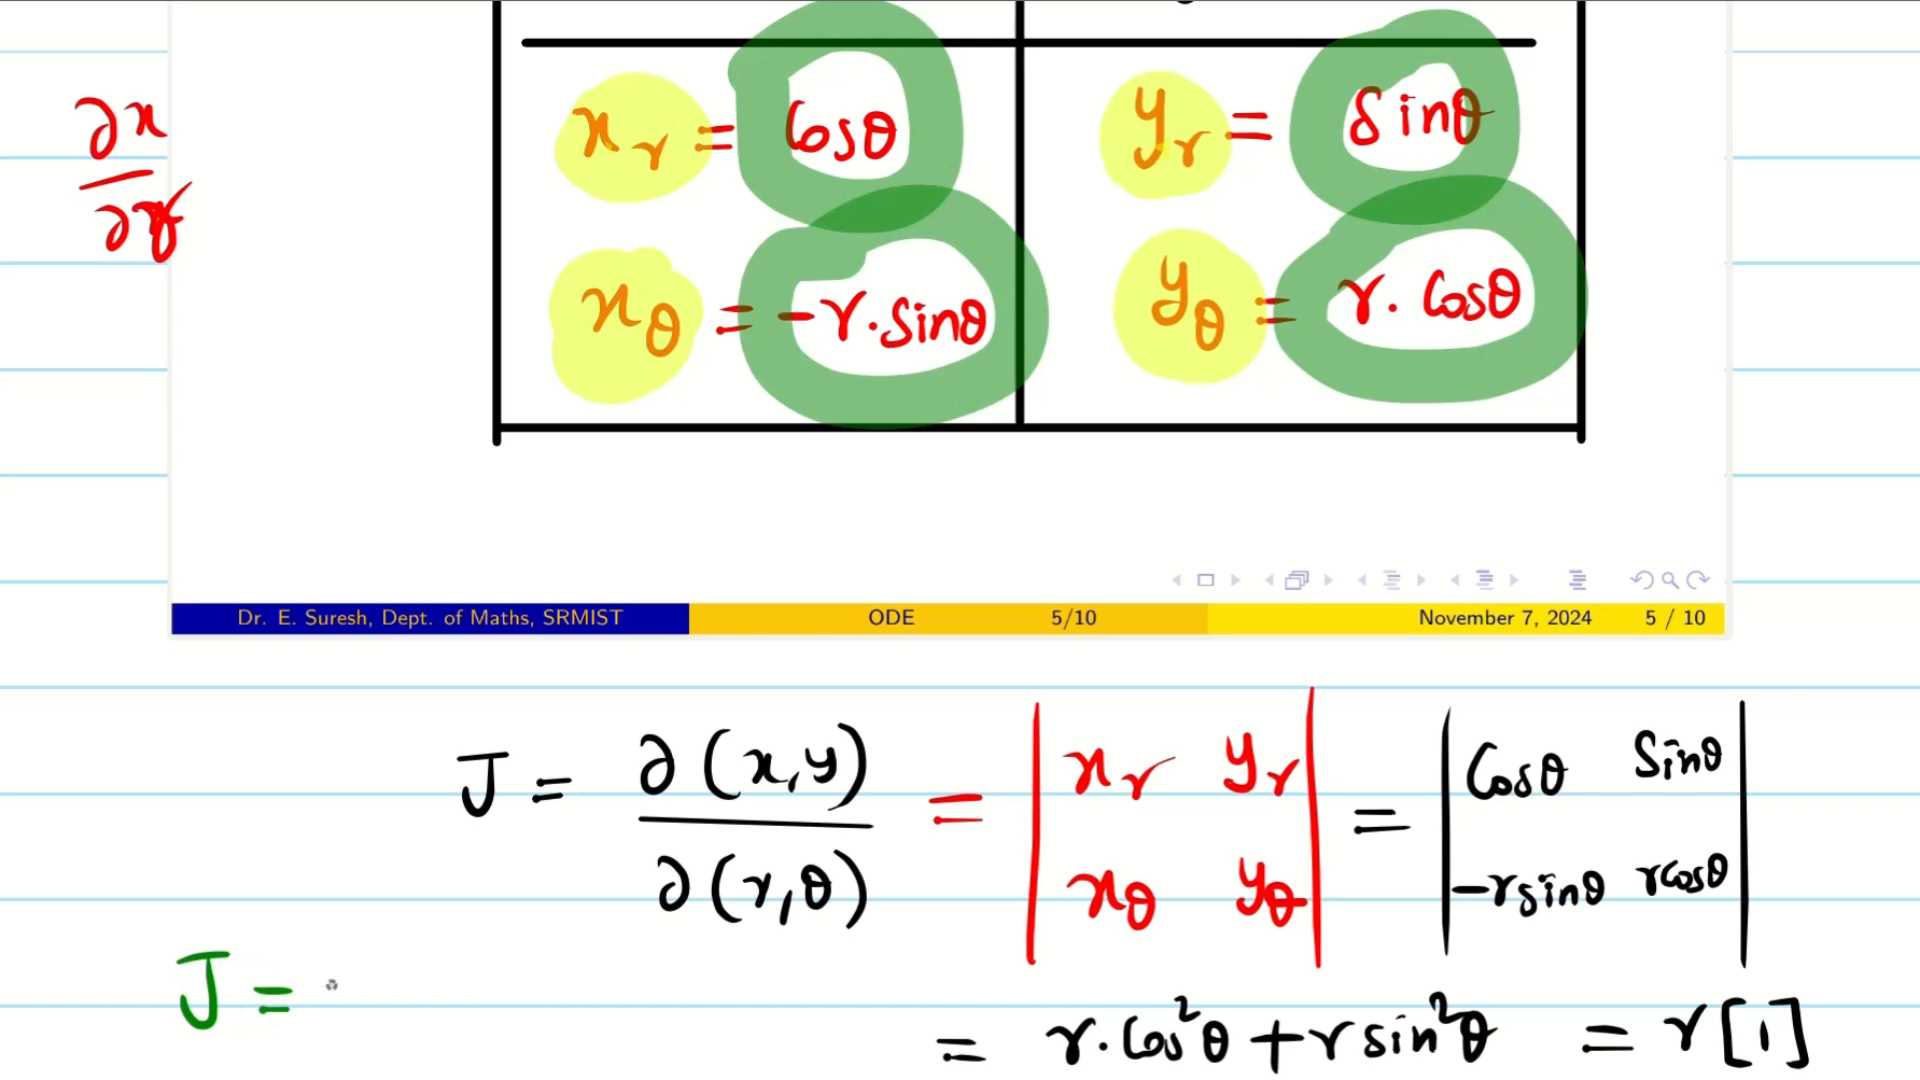 ∂x
∂r
x_r = Cosθ
y_r = Sinθ
x_θ = -r.sinθ
y_θ = r.Cosθ
Dr. E. Suresh, Dept. of Maths, SRMIST ODE 5/10 November 7, 2024 5 / 10
J = ∂(x,y) / ∂(r,θ) = | x_r y_r | = | Cosθ Sinθ |
| x_θ y_θ | | -rsinθ rcosθ |
J =
= r.Cos²θ + r sin²θ = r[1]